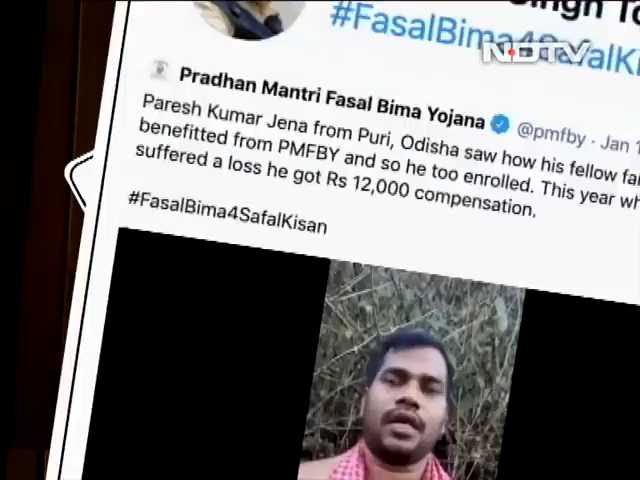 #FasalBima4SafalKi
NDTV
Pradhan Mantri Fasal Bima Yojana @pmfby · Jan 1
Paresh Kumar Jena from Puri, Odisha saw how his fellow far
benefitted from PMFBY and so he too enrolled. This year wh
suffered a loss he got Rs 12,000 compensation.
#FasalBima4SafalKisan